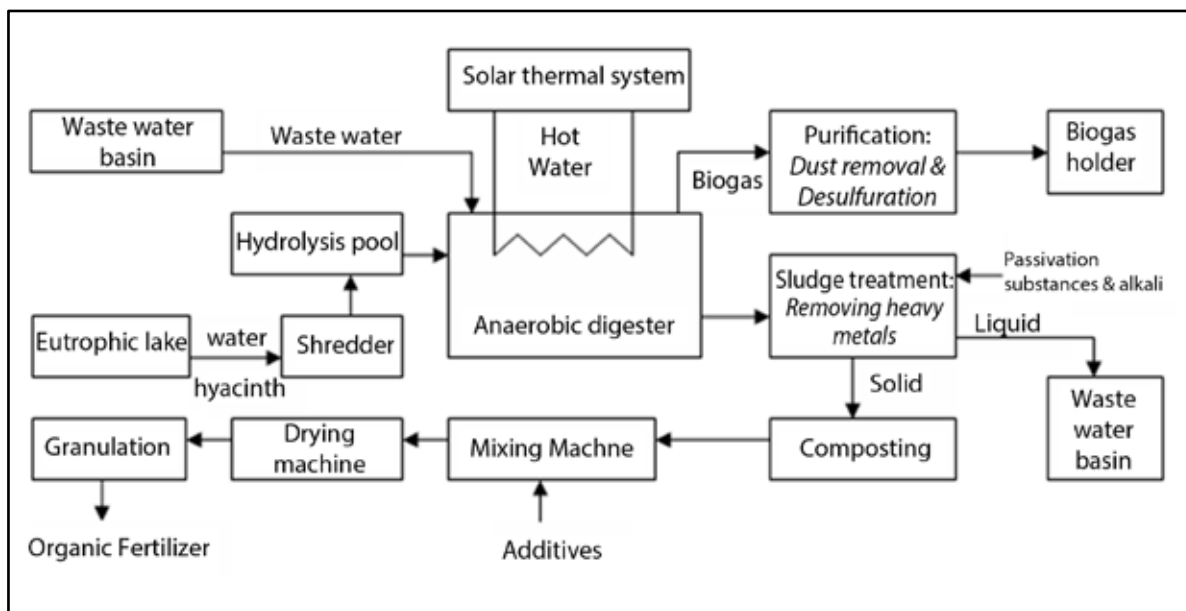 Solar thermal system
Waste water
basin
Waste water
Hot
Water
Purification:
Dust removal &
Desulfuration
Biogas
holder
Biogas
Hydrolysis pool
Anaerobic digester
Sludge treatment:
Removing heavy
metals
Passivation
substances & alkali
Eutrophic lake
water
hyacinth
Shredder
Liquid
Solid
Waste
water
basin
Granulation
Drying
machine
Mixing Machne
Composting
Organic Fertilizer
Additives